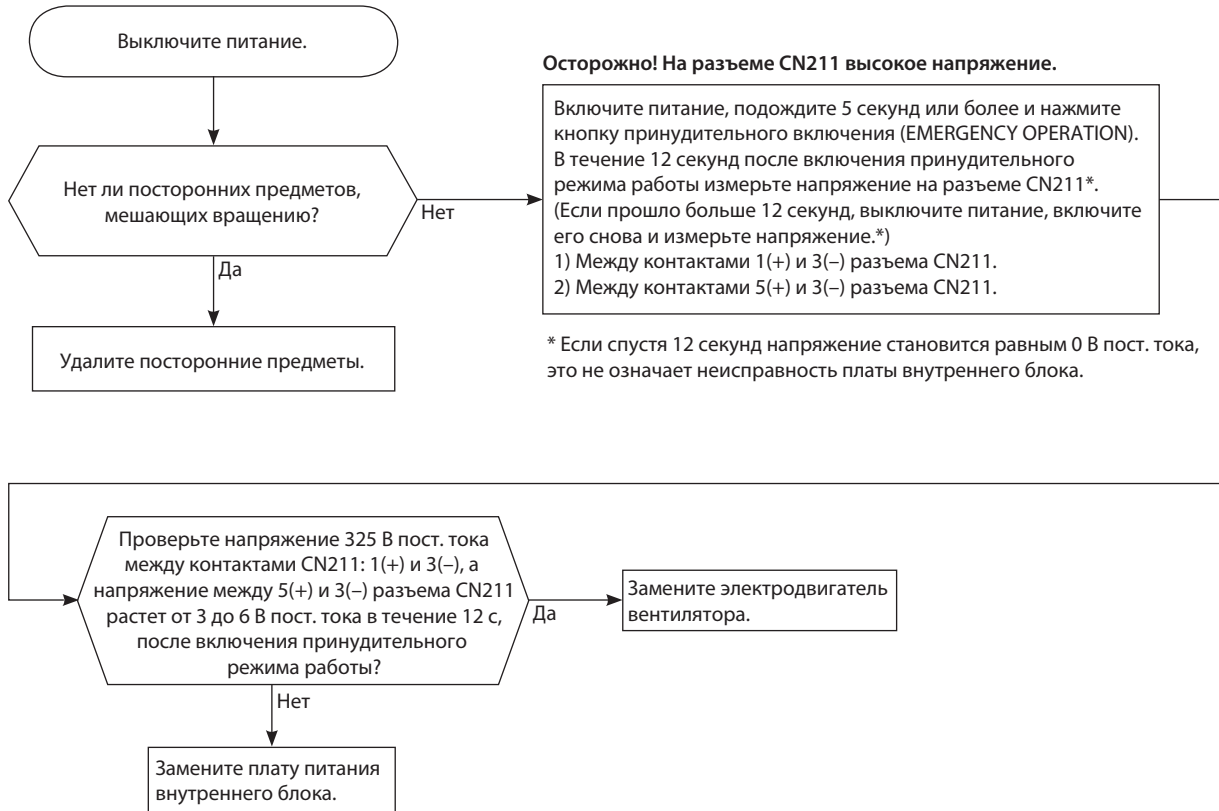 Выключите питание.
Нет ли посторонних предметов,
мешающих вращению?
Нет
Да
Удалите посторонние предметы.
Осторожно! На разъеме CN211 высокое напряжение.
Включите питание, подождите 5 секунд или более и нажмите
кнопку принудительного включения (EMERGENCY OPERATION).
В течение 12 секунд после включения принудительного
режима работы измерьте напряжение на разъеме CN211*.
(Если прошло больше 12 секунд, выключите питание, включите
его снова и измерьте напряжение.*)
1) Между контактами 1(+) и 3(–) разъема CN211.
2) Между контактами 5(+) и 3(–) разъема CN211.
* Если спустя 12 секунд напряжение становится равным 0 В пост. тока,
это не означает неисправность платы внутреннего блока.
Проверьте напряжение 325 В пост. тока
между контактами CN211: 1(+) и 3(–), а
напряжение между 5(+) и 3(–) разъема CN211
растет от 3 до 6 В пост. тока в течение 12 с,
после включения принудительного
режима работы?
Да
Замените электродвигатель
вентилятора.
Нет
Замените плату питания
внутреннего блока.